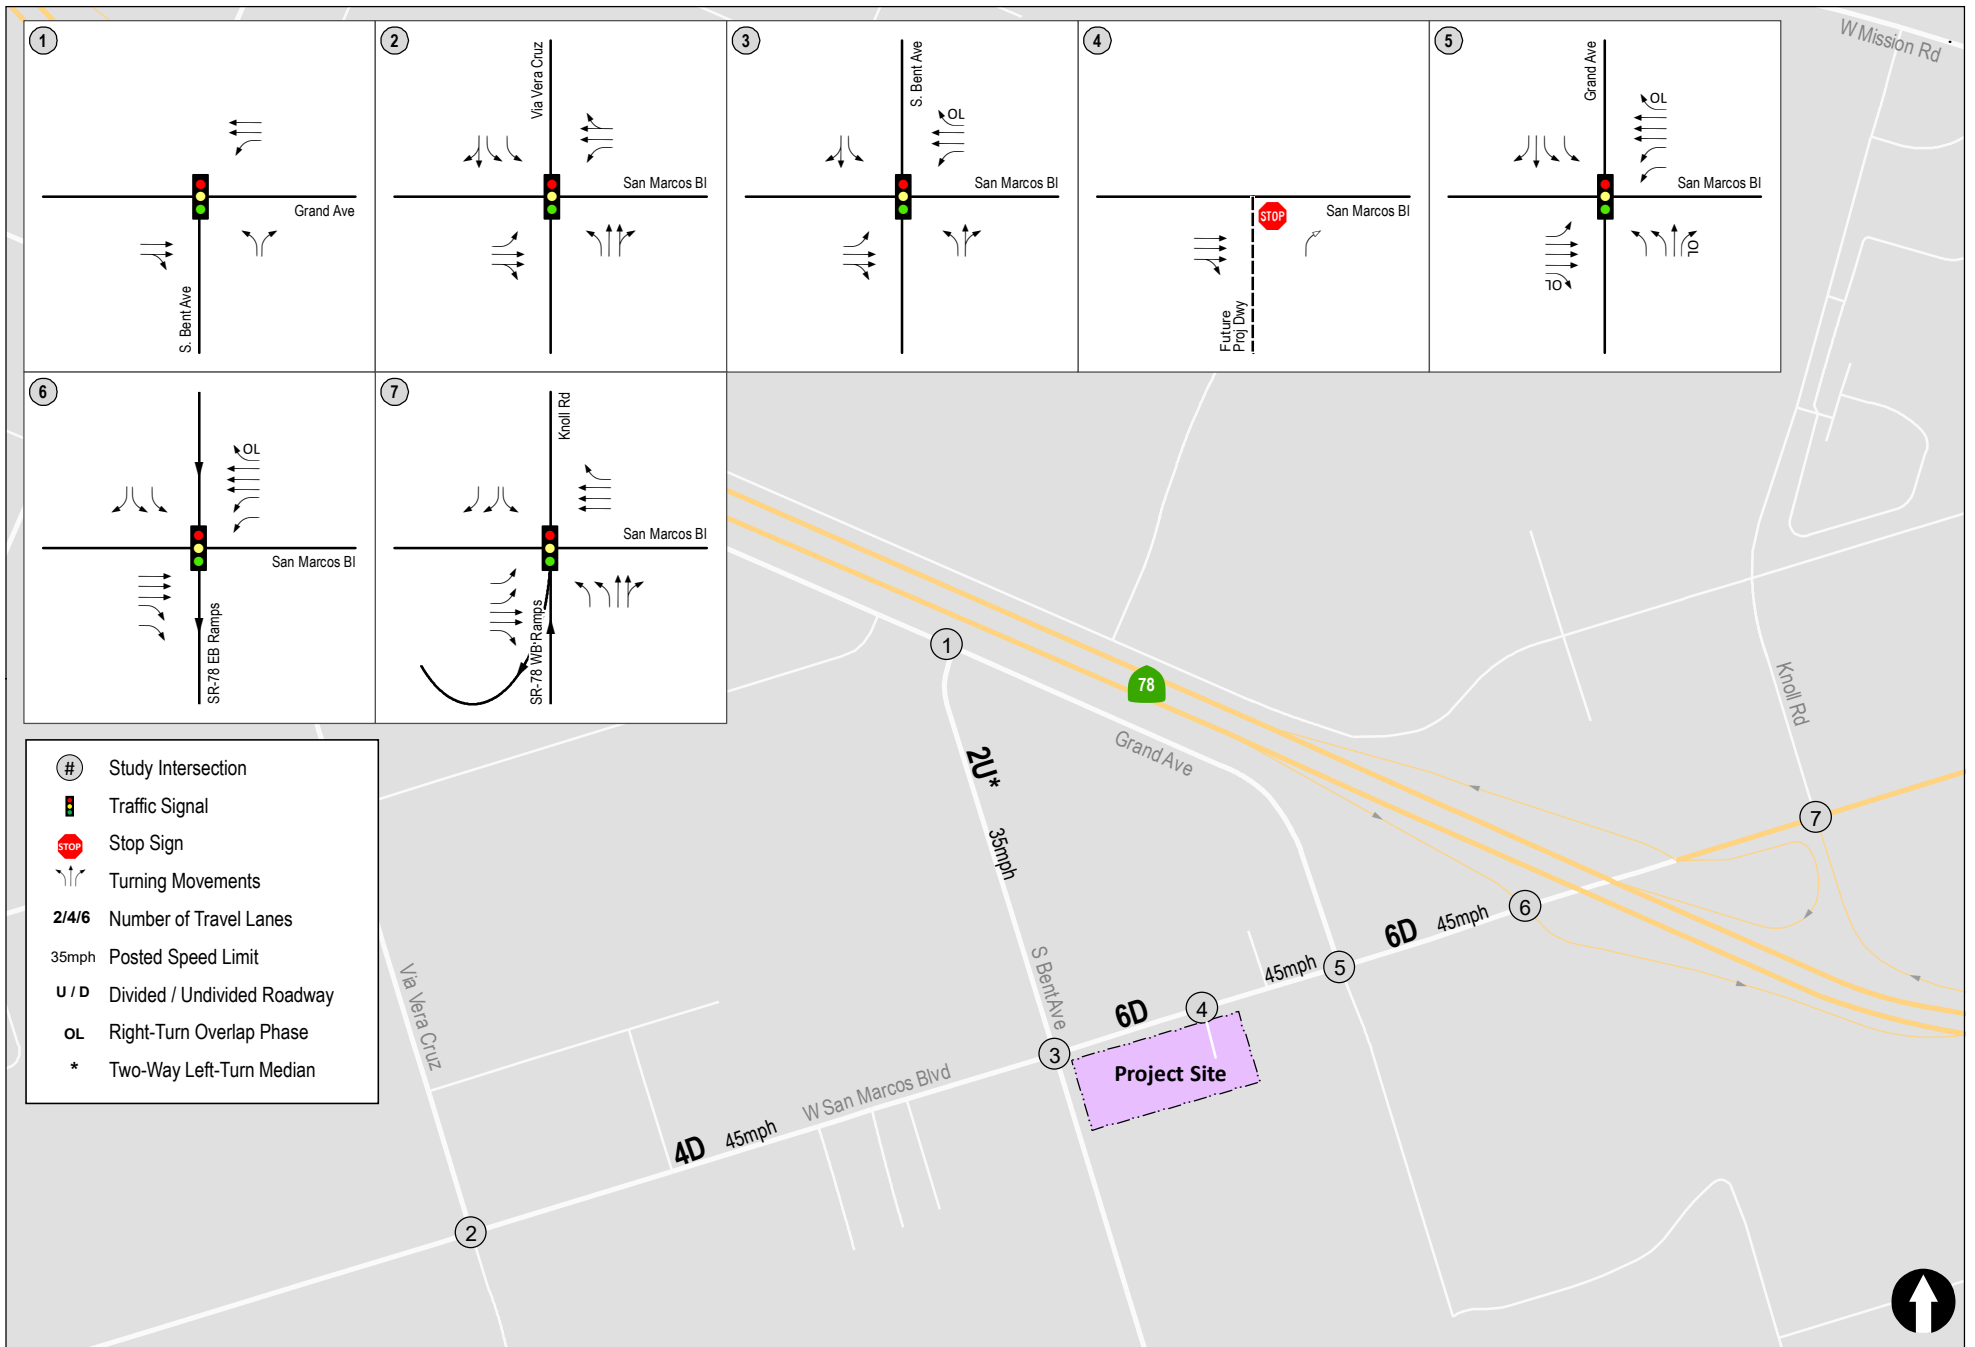 1
Grand Ave
S. Bent Ave
2
Via Vera Cruz
San Marcos Bl
3
S. Bent Ave
OL
San Marcos Bl
4
STOP
San Marcos Bl
Future
Proj Dwy
5
Grand Ave
OL
San Marcos Bl
OL
OL
6
OL
San Marcos Bl
SR-78 EB Ramps
7
Knoll Rd
San Marcos Bl
SR-78 WB Ramps
# Study Intersection
Traffic Signal
STOP Stop Sign
Turning Movements
2/4/6 Number of Travel Lanes
35mph Posted Speed Limit
U / D Divided / Undivided Roadway
OL Right-Turn Overlap Phase
* Two-Way Left-Turn Median
W Mission Rd
1
78
Grand Ave
Knoll Rd
2U*
35mph
7
6
6D 45mph
5
45mph
S Bent Ave
6D
4
3
Project Site
Via Vera Cruz
W San Marcos Blvd
4D 45mph
2